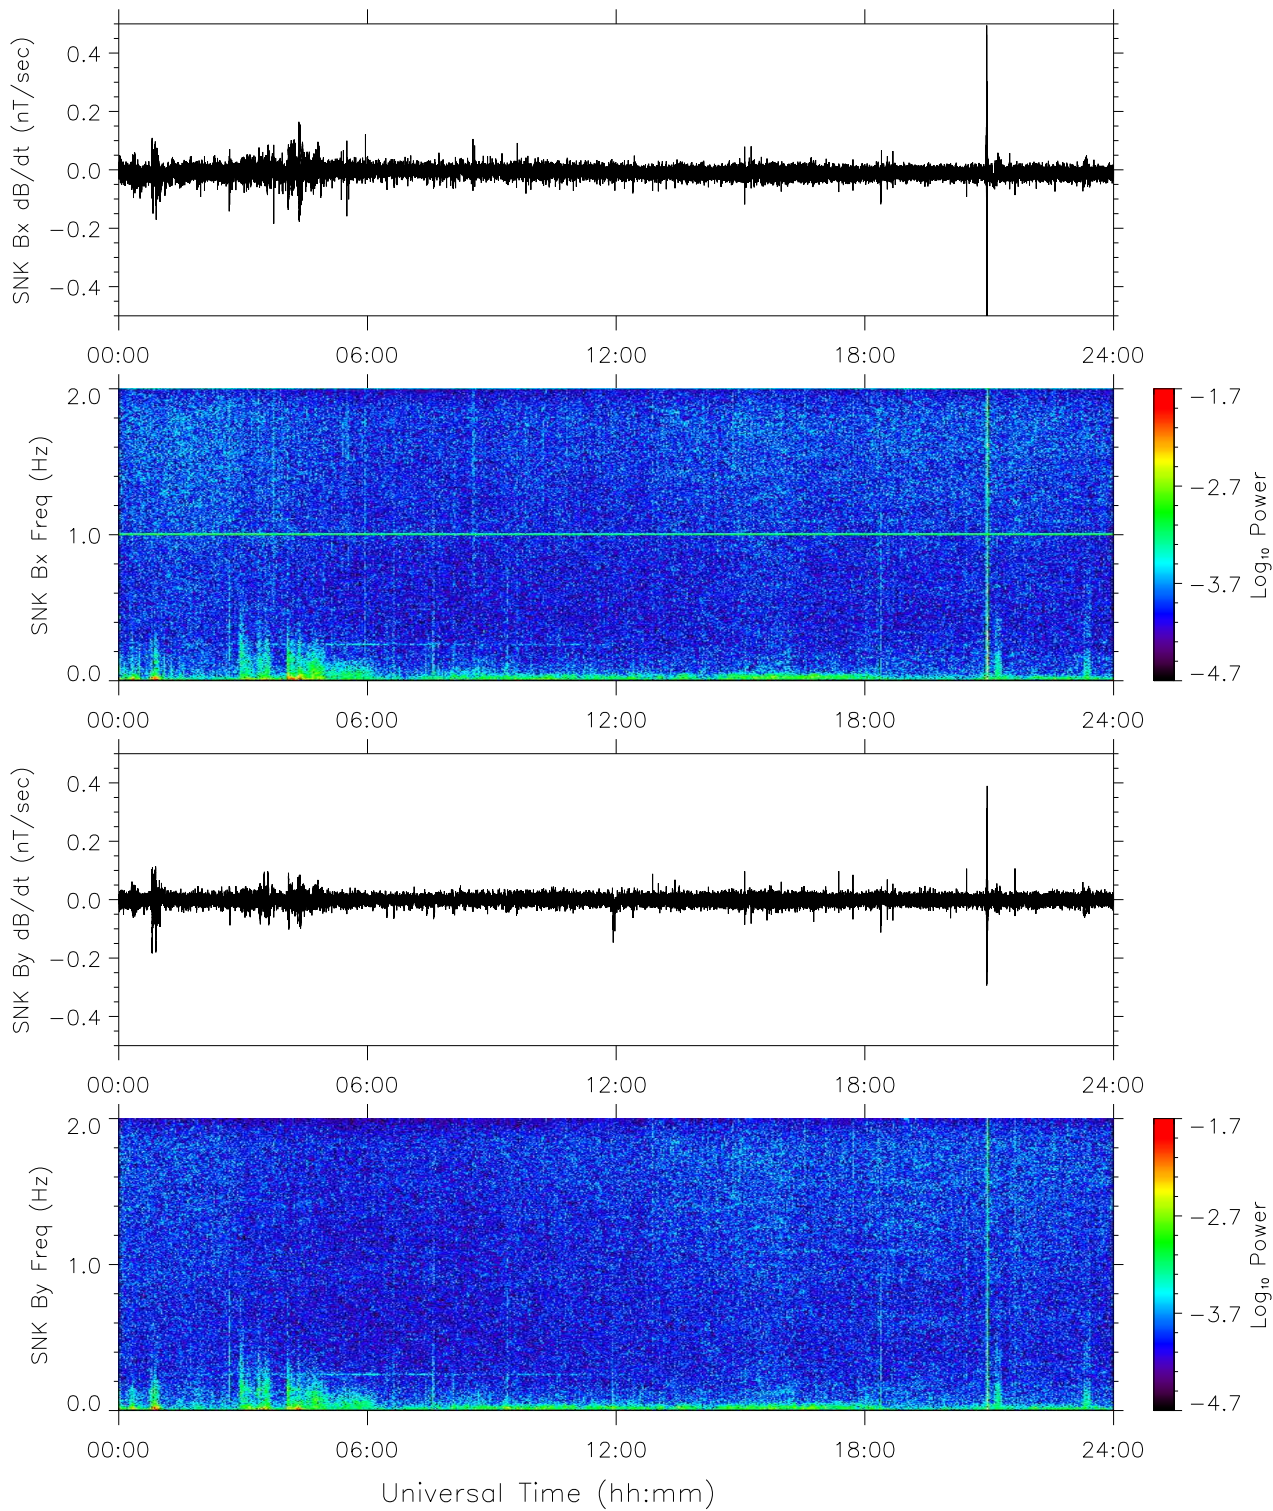 SNK Bx dB/dt (nT/sec)
0.4
0.2
0.0
−0.2
−0.4
00:00 06:00 12:00 18:00 24:00
SNK Bx Freq (Hz)
2.0
1.0
0.0
−1.7
−2.7
−3.7
−4.7
Log₁₀ Power
00:00 06:00 12:00 18:00 24:00
SNK By dB/dt (nT/sec)
0.4
0.2
0.0
−0.2
−0.4
00:00 06:00 12:00 18:00 24:00
SNK By Freq (Hz)
2.0
1.0
0.0
−1.7
−2.7
−3.7
−4.7
Log₁₀ Power
00:00 06:00 12:00 18:00 24:00
Universal Time (hh:mm)